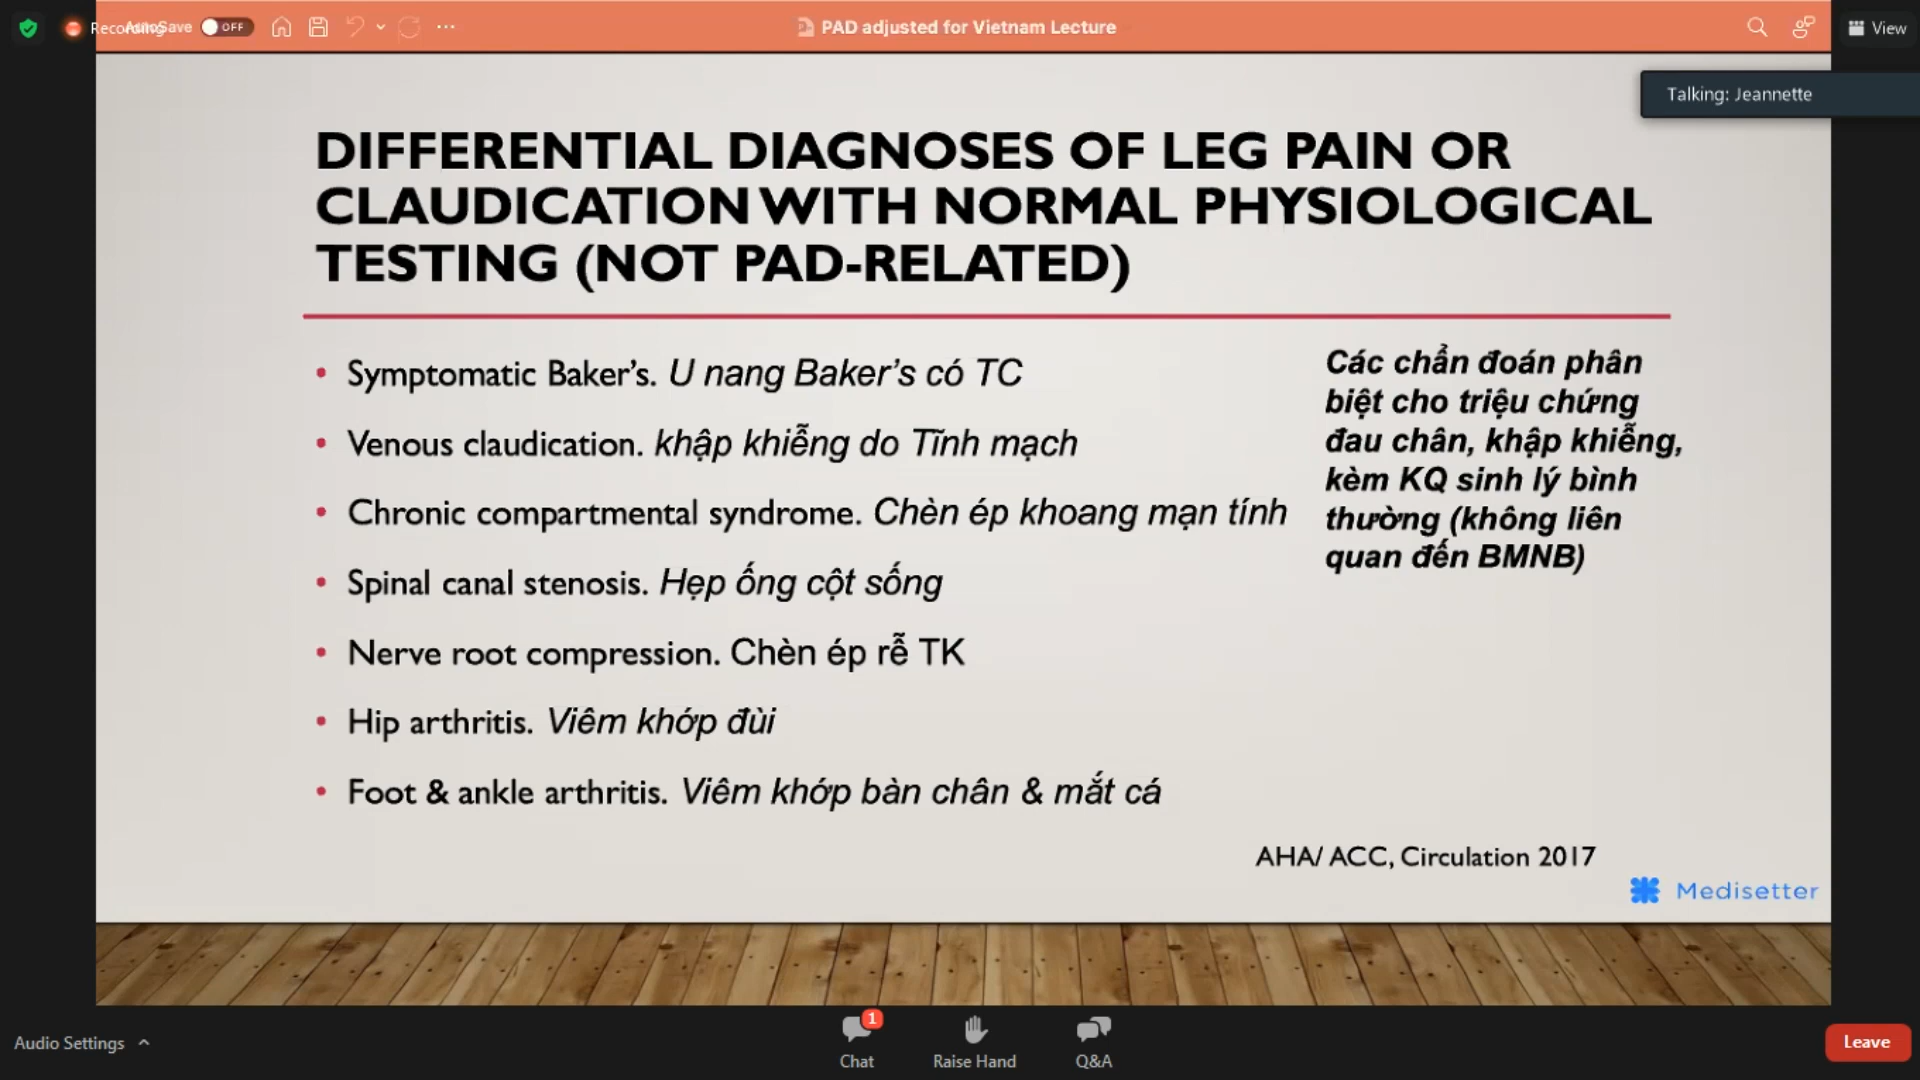 Recording
AutoSave OFF
PAD adjusted for Vietnam Lecture
View
Talking: Jeannette
DIFFERENTIAL DIAGNOSES OF LEG PAIN OR
CLAUDICATION WITH NORMAL PHYSIOLOGICAL
TESTING (NOT PAD-RELATED)
• Symptomatic Baker’s. U nang Baker’s có TC
• Venous claudication. khập khiễng do Tĩnh mạch
• Chronic compartmental syndrome. Chèn ép khoang mạn tính
• Spinal canal stenosis. Hẹp ống cột sống
• Nerve root compression. Chèn ép rễ TK
• Hip arthritis. Viêm khớp đùi
• Foot & ankle arthritis. Viêm khớp bàn chân & mắt cá
Các chẩn đoán phân
biệt cho triệu chứng
đau chân, khập khiễng,
kèm KQ sinh lý bình
thường (không liên
quan đến BMNB)
AHA/ ACC, Circulation 2017
Medisetter
Audio Settings
1
Chat
Raise Hand
Q&A
Leave